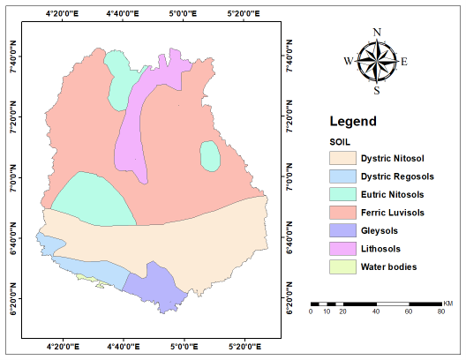 4°20'0"E 4°40'0"E 5°0'0"E 5°20'0"E
7°40'0"N
7°20'0"N
7°0'0"N
6°40'0"N
6°20'0"N
N
W E
S
Legend
SOIL
Dystric Nitosol
Dystric Regosols
Eutric Nitosols
Ferric Luvisols
Gleysols
Lithosols
Water bodies
KM
0 10 20 40 60 80
7°40'0"N
7°20'0"N
7°0'0"N
6°40'0"N
6°20'0"N
4°20'0"E 4°40'0"E 5°0'0"E 5°20'0"E